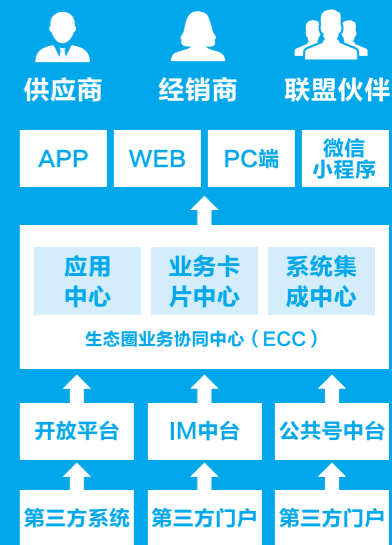 供应商 经销商 联盟伙伴
APP WEB PC端 微信
小程序
应用 业务卡 系统集
中心 片中心 成中心
生态圈业务协同中心（ECC）
开放平台 IM中台 公共号中台
第三方系统 第三方门户 第三方门户